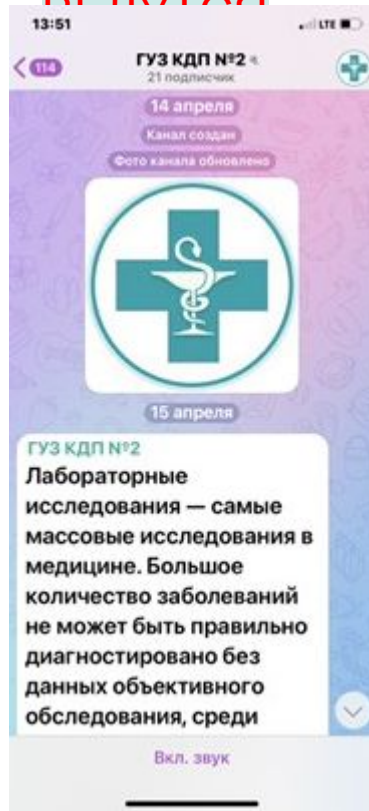 13:51
LTE
114
ГУЗ КДП №2
21 подписчик
14 апреля
Канал создан
Фото канала обновлено
15 апреля
ГУЗ КДП №2
Лабораторные
исследования — самые
массовые исследования в
медицине. Большое
количество заболеваний
не может быть правильно
диагностировано без
данных объективного
обследования, среди
Вкл. звук